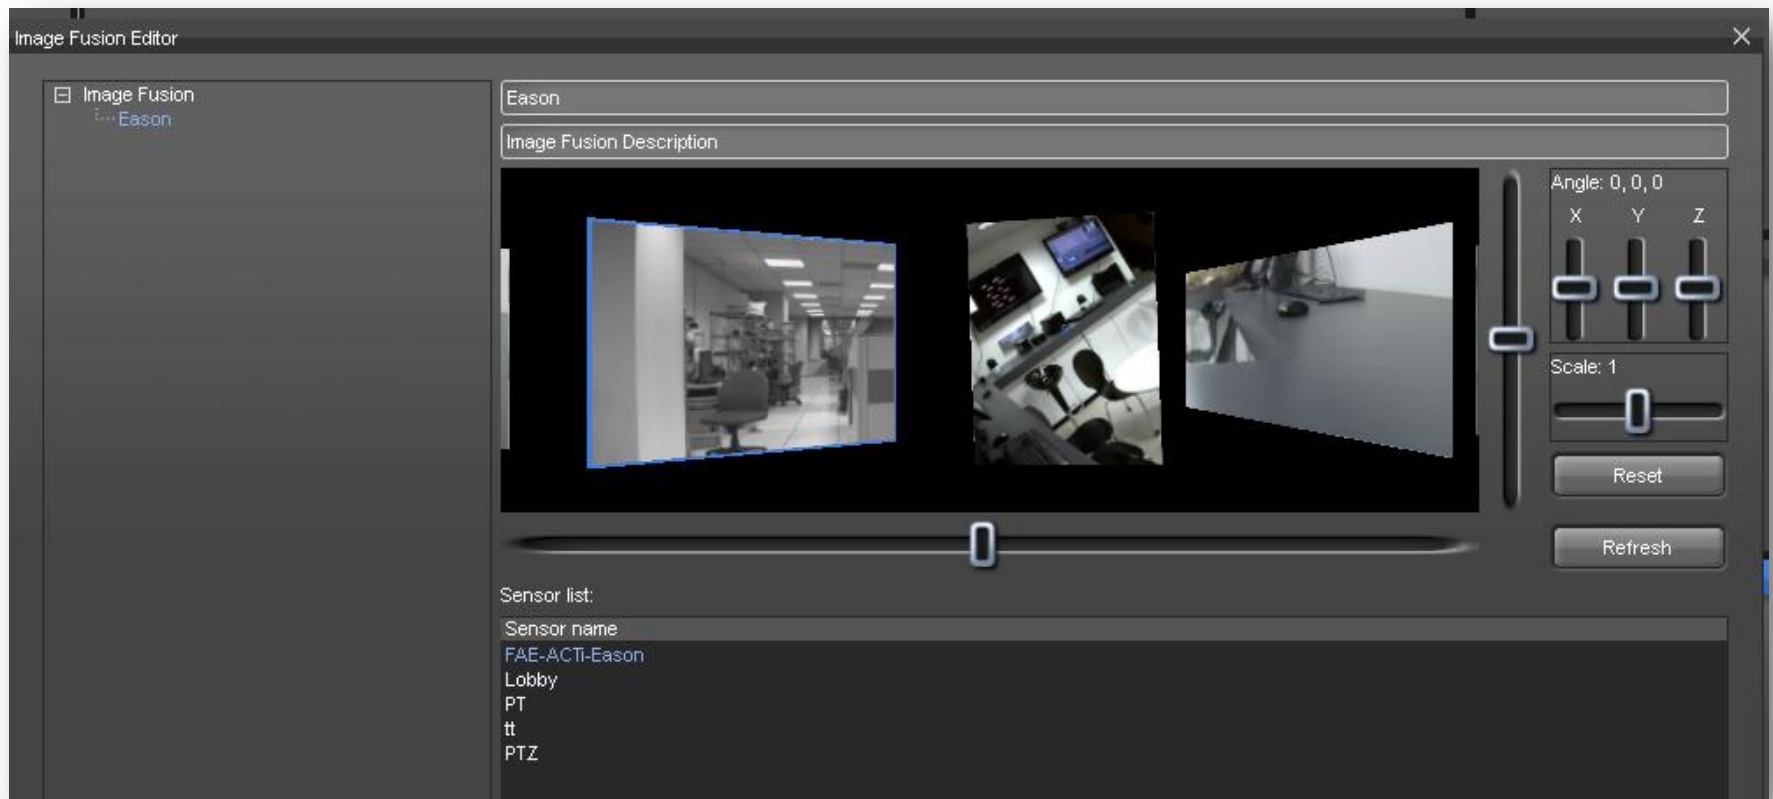 Image Fusion Editor
Image Fusion
Eason
Eason
Image Fusion Description
Angle: 0, 0, 0
X Y Z
Scale: 1
Reset
Refresh
Sensor list:
Sensor name
FAE-ACTi-Eason
Lobby
PT
tt
PTZ